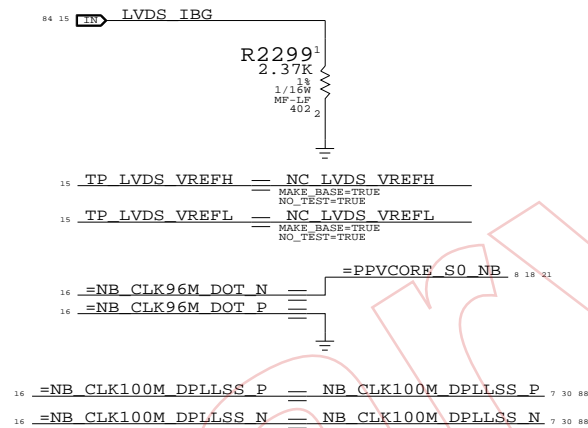 84 15 IN LVDS_IBG
R2299 1
2.37K
1%
1/16W
MF-LF
402 2
15 TP_LVDS_VREFH NC_LVDS_VREFH
MAKE_BASE=TRUE
NO_TEST=TRUE
15 TP_LVDS_VREFL NC_LVDS_VREFL
MAKE_BASE=TRUE
NO_TEST=TRUE
=PPVCORE_S0_NB 8 18 21
16 =NB_CLK96M_DOT_N
16 =NB_CLK96M_DOT_P
16 =NB_CLK100M_DPLLSS_P NB_CLK100M_DPLLSS_P 7 30 88
16 =NB_CLK100M_DPLLSS_N NB_CLK100M_DPLLSS_N 7 30 88